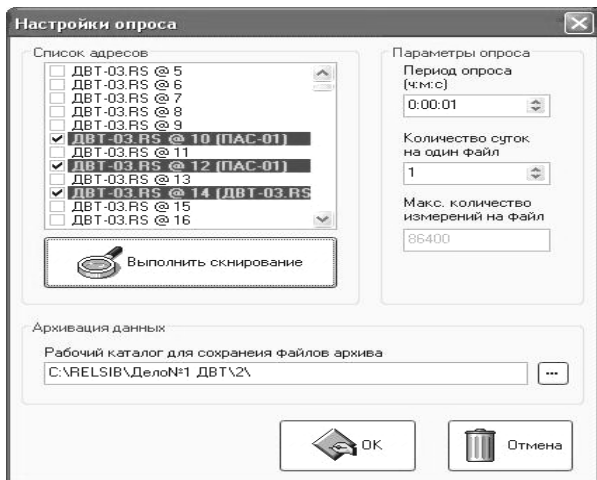 Настройки опроса
Список адресов
ДВТ-03.RS @ 5
ДВТ-03.RS @ 6
ДВТ-03.RS @ 7
ДВТ-03.RS @ 8
ДВТ-03.RS @ 9
ДВТ-03.RS @ 10 (ПАС-01)
ДВТ-03.RS @ 11
ДВТ-03.RS @ 12 (ПАС-01)
ДВТ-03.RS @ 13
ДВТ-03.RS @ 14 (ДВТ-03.RS
ДВТ-03.RS @ 15
ДВТ-03.RS @ 16
Выполнить скнирование
Параметры опроса
Период опроса
(ч:м:с)
0:00:01
Количество суток
на один файл
1
Макс. количество
измерений на файл
86400
Архивация данных
Рабочий каталог для сохранеия файлов архива
C:\RELSIB\Дело№1 ДВТ\2\
...
OK
Отмена